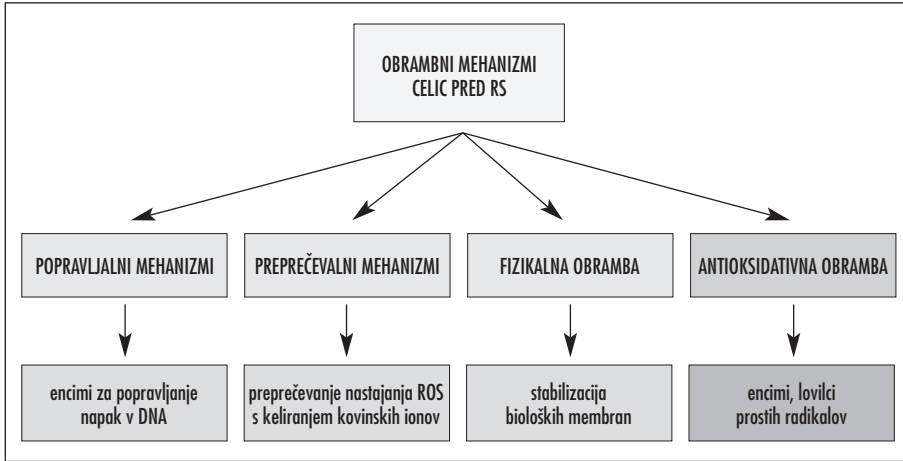 OBRAMBNI MEHANIZMI
CELIC PRED RS
POPRAVLJALNI MEHANIZMI
PREPREČEVALNI MEHANIZMI
FIZIKALNA OBRAMBA
ANTIOKSIDATIVNA OBRAMBA
encimi za popravljanje
napak v DNA
preprečevanje nastajanja ROS
s keliranjem kovinskih ionov
stabilizacija
bioloških membran
encimi, lovilci
prostih radikalov